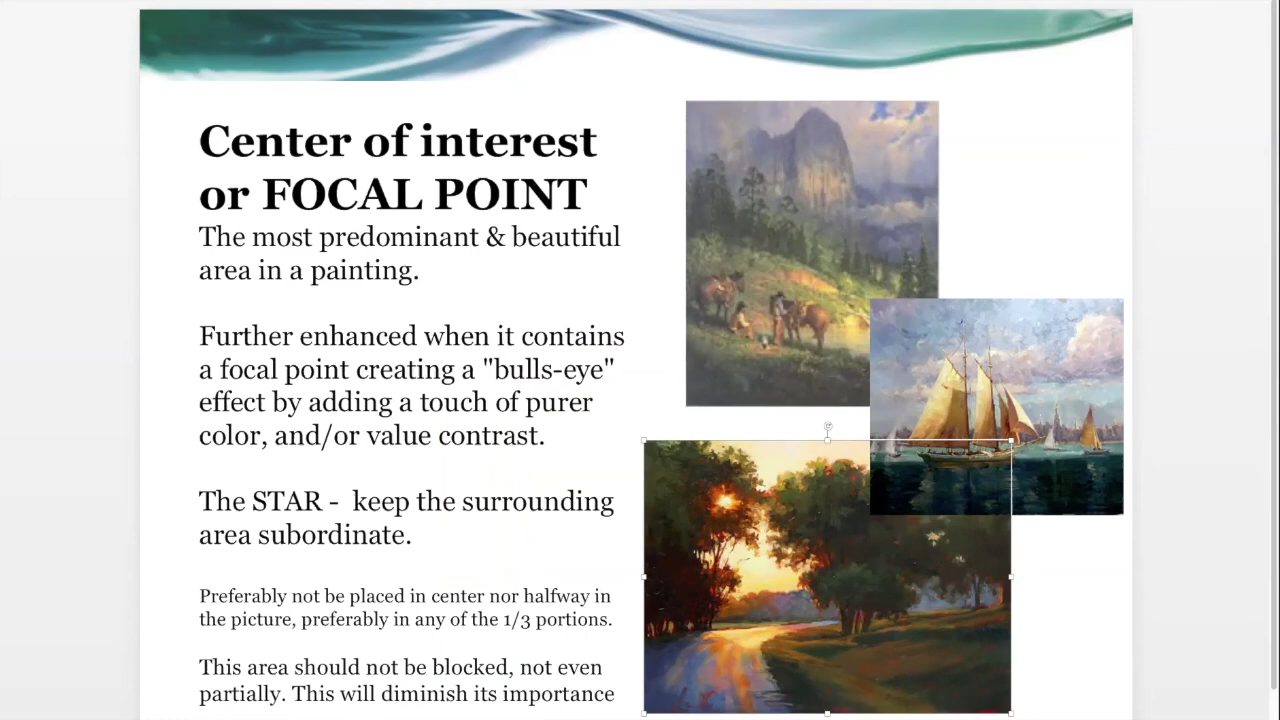 Center of interest
or FOCAL POINT
The most predominant & beautiful
area in a painting.
Further enhanced when it contains
a focal point creating a "bulls-eye"
effect by adding a touch of purer
color, and/or value contrast.
The STAR -  keep the surrounding
area subordinate.
Preferably not be placed in center nor halfway in
the picture, preferably in any of the 1/3 portions.
This area should not be blocked, not even
partially. This will diminish its importance